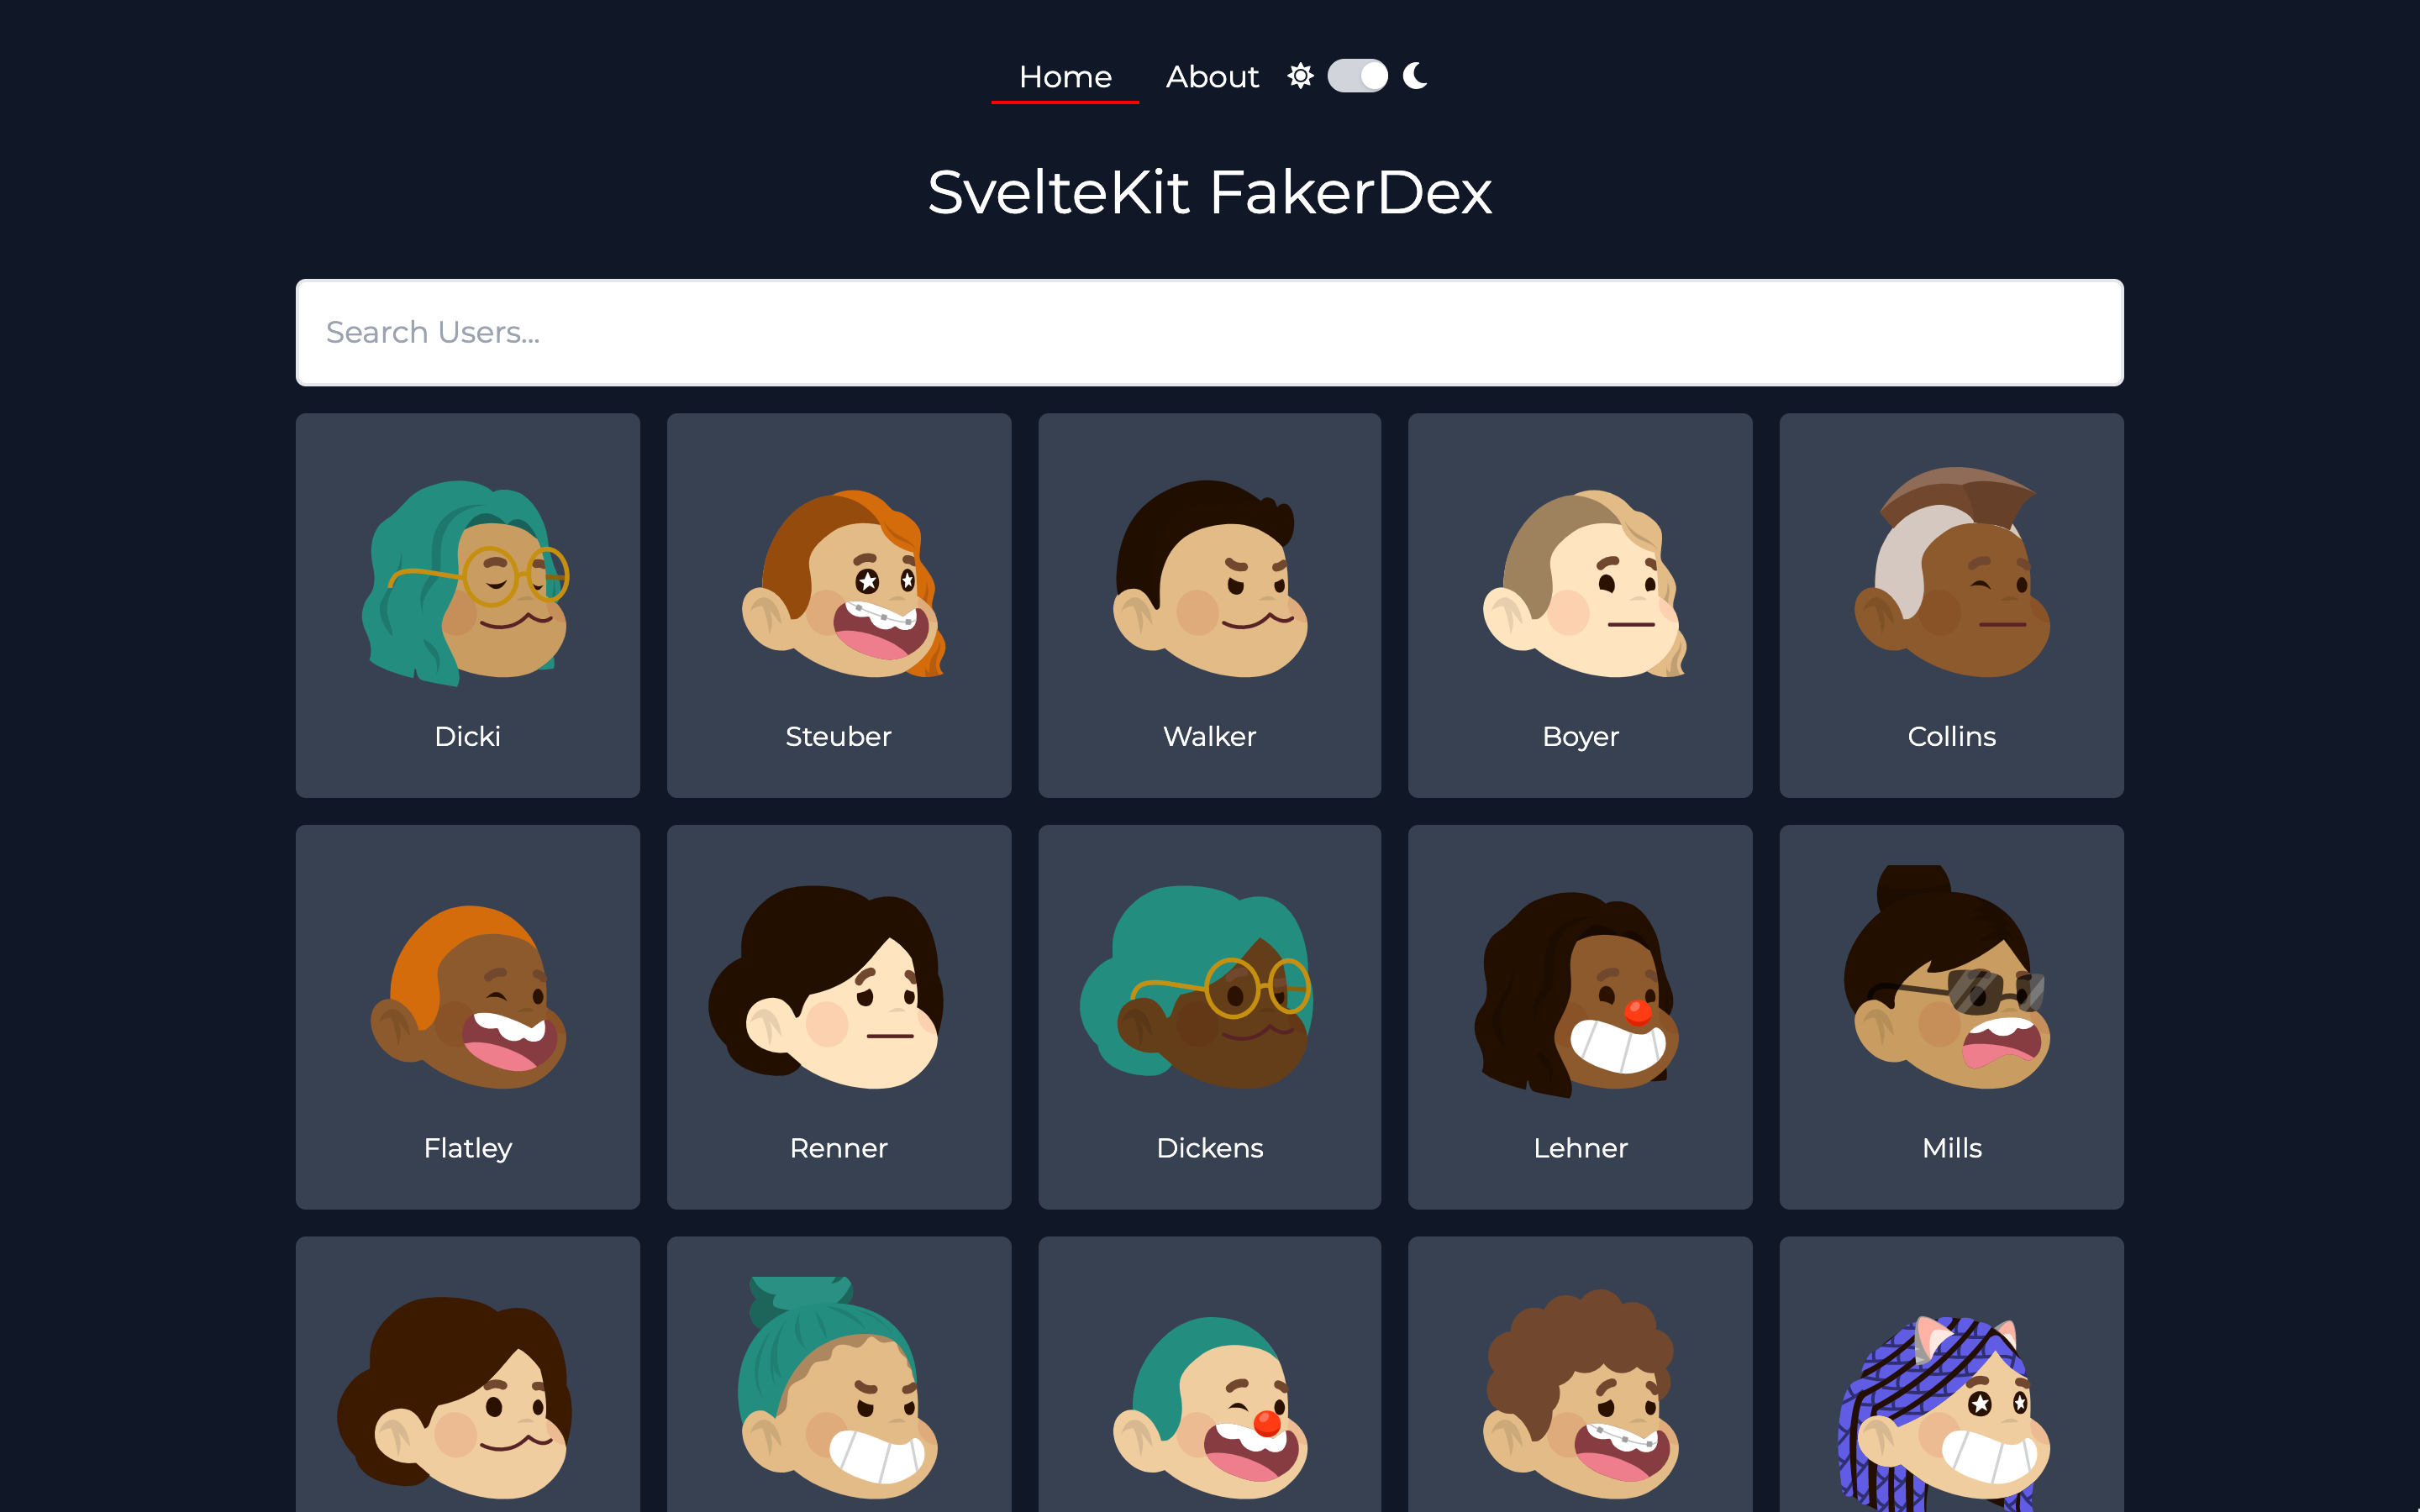 Home About
SvelteKit FakerDex
Search Users...
Dicki Steuber Walker Boyer Collins
Flatley Renner Dickens Lehner Mills